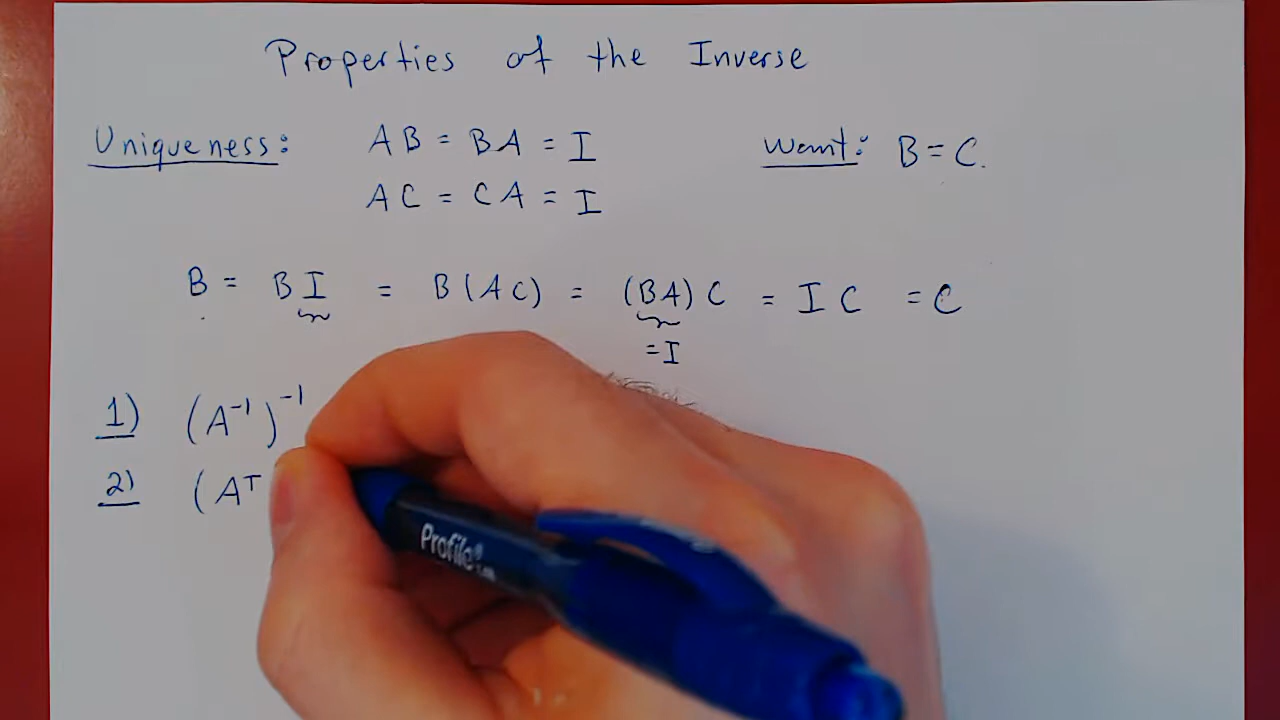 Properties of the Inverse
Uniqueness: AB = BA = I Want: B = C.
AC = CA = I
B = BI = B(AC) = (BA)C = IC = C
= I
1) (A⁻¹)⁻¹
2) (Aᵀ
Profile®